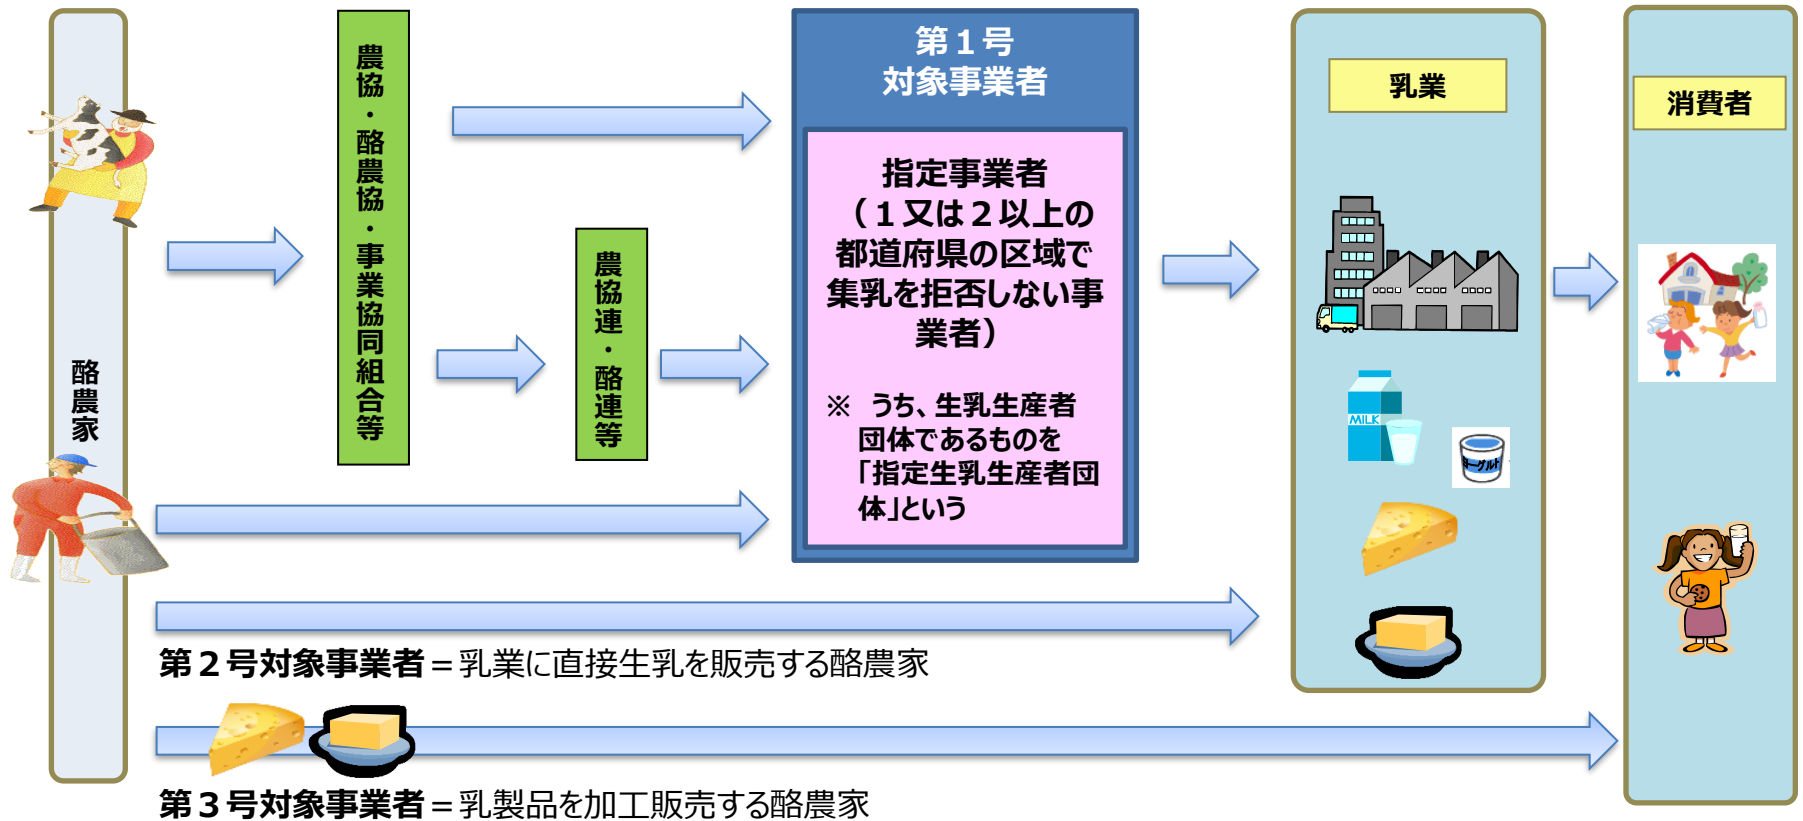 酪農家
農協・酪農協・事業協同組合等
農協連・酪連等
第１号
対象事業者
指定事業者
（１又は２以上の
都道府県の区域で
集乳を拒否しない事
業者）
※　うち、生乳生産者
団体であるものを
「指定生乳生産者団
体」という
乳業
MILK
ヨーグルト
消費者
第２号対象事業者＝乳業に直接生乳を販売する酪農家
第３号対象事業者＝乳製品を加工販売する酪農家